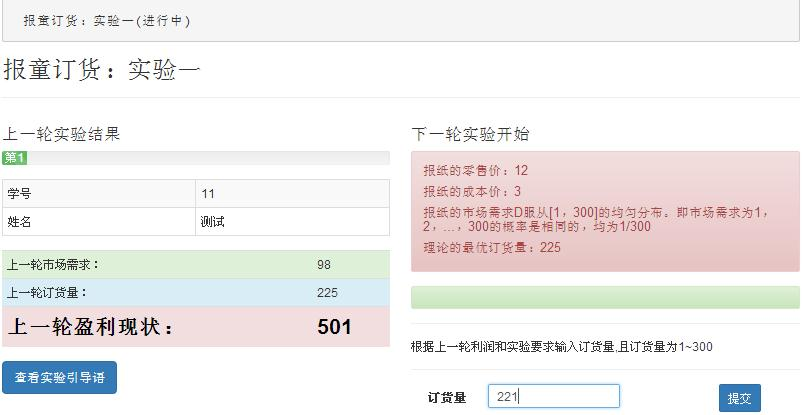 报童订货：实验一(进行中)
报童订货：实验一
上一轮实验结果
第1
学号 11
姓名 测试
上一轮市场需求： 98
上一轮订货量： 225
上一轮盈利现状： 501
查看实验引导语
下一轮实验开始
报纸的零售价：12
报纸的成本价：3
报纸的市场需求D服从[1，300]的均匀分布。即市场需求为1，
2，…，300的概率是相同的，均为1/300
理论的最优订货量：225
根据上一轮利润和实验要求输入订货量,且订货量为1~300
订货量 221 提交